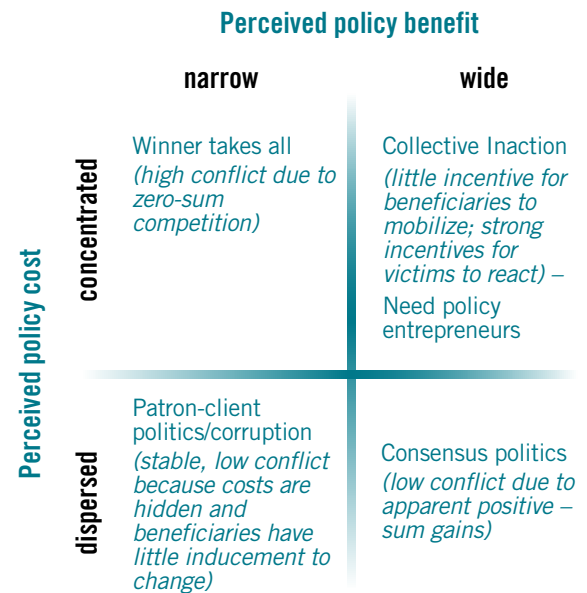 Perceived policy benefit
narrow
wide
Perceived policy cost
concentrated
Winner takes all
(high conflict due to
zero-sum
competition)
Collective Inaction
(little incentive for
beneficiaries to
mobilize; strong
incentives for
victims to react) –
Need policy
entrepreneurs
dispersed
Patron-client
politics/corruption
(stable, low conflict
because costs are
hidden and
beneficiaries have
little inducement to
change)
Consensus politics
(low conflict due to
apparent positive –
sum gains)